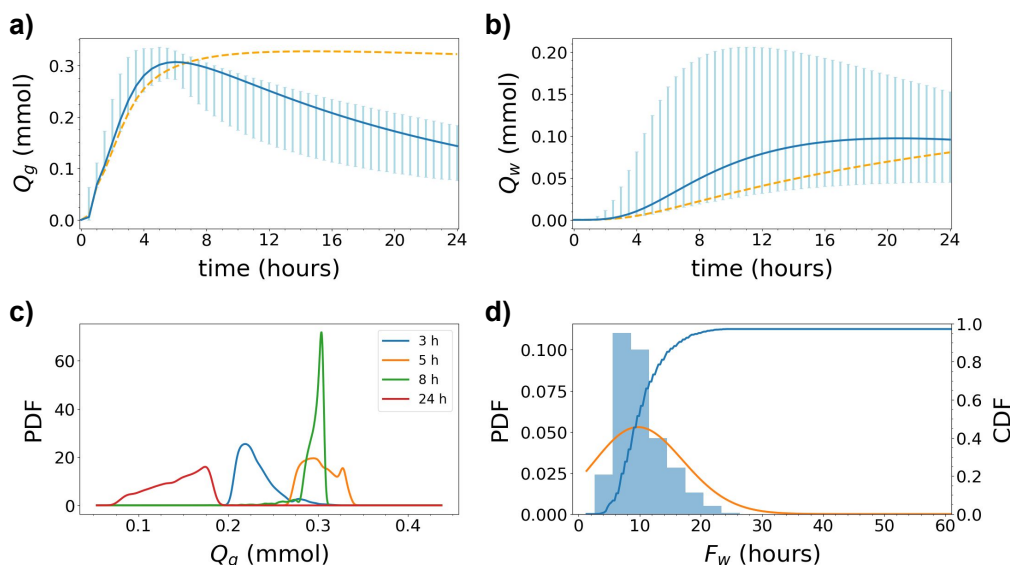 a)
Q_g (mmol)
0.3
0.2
0.1
0.0
0 4 8 12 16 20 24
time (hours)
b)
Q_w (mmol)
0.20
0.15
0.10
0.05
0.00
0 4 8 12 16 20 24
time (hours)
c)
PDF
60
40
20
0
3 h
5 h
8 h
24 h
0.1 0.2 0.3 0.4
Q_g (mmol)
d)
PDF
0.100
0.075
0.050
0.025
0.000
1.0
0.8
0.6
0.4
0.2
0.0
CDF
0 10 20 30 40 50 60
F_w (hours)